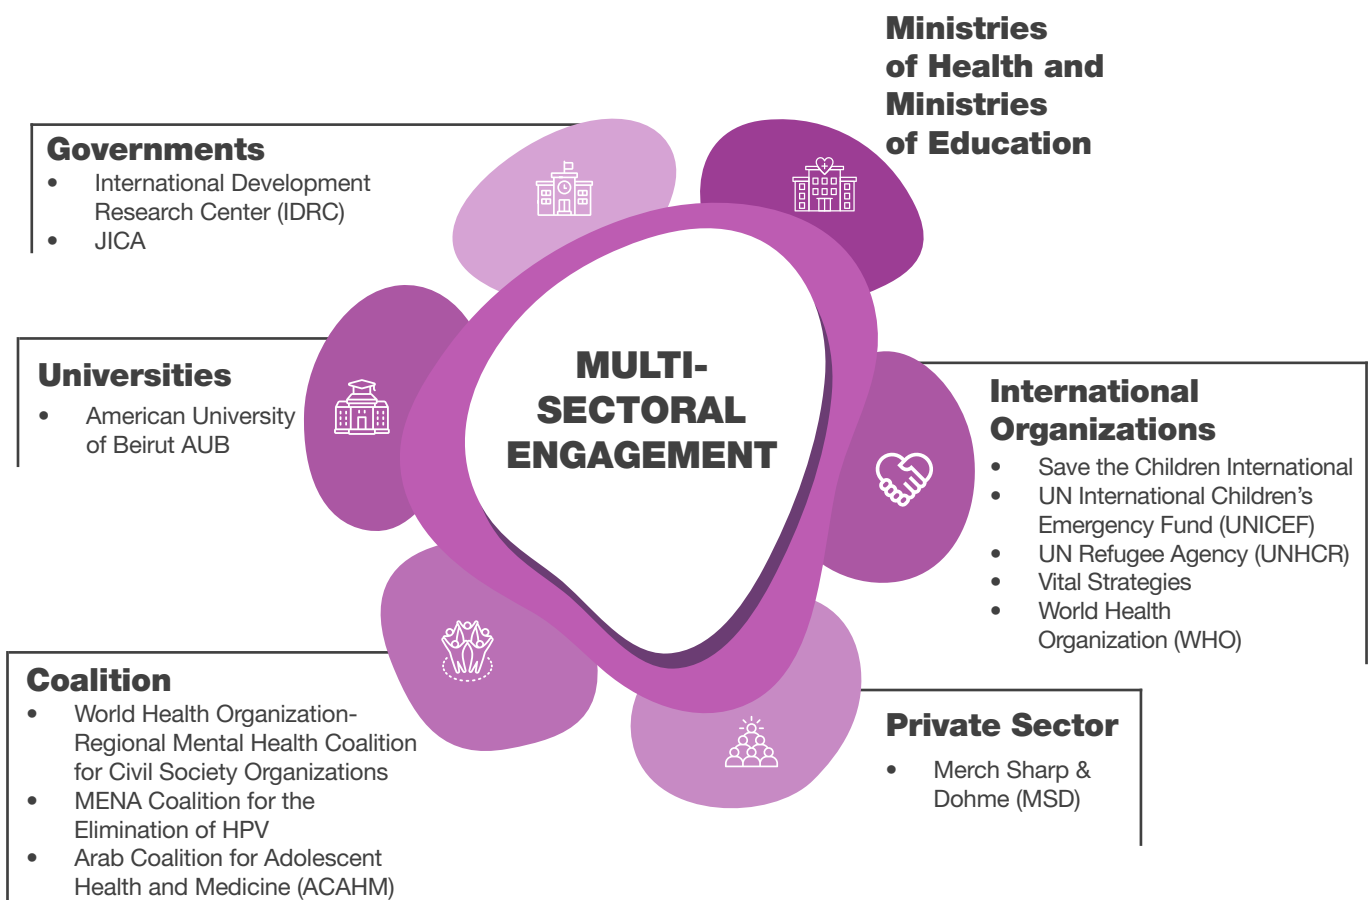 Ministries
of Health and
Ministries
of Education
Governments
• International Development
Research Center (IDRC)
• JICA
Universities
• American University
of Beirut AUB
MULTI-
SECTORAL
ENGAGEMENT
International
Organizations
• Save the Children International
• UN International Children’s
Emergency Fund (UNICEF)
• UN Refugee Agency (UNHCR)
• Vital Strategies
• World Health
Organization (WHO)
Coalition
• World Health Organization-
Regional Mental Health Coalition
for Civil Society Organizations
• MENA Coalition for the
Elimination of HPV
• Arab Coalition for Adolescent
Health and Medicine (ACAHM)
Private Sector
• Merch Sharp &
Dohme (MSD)